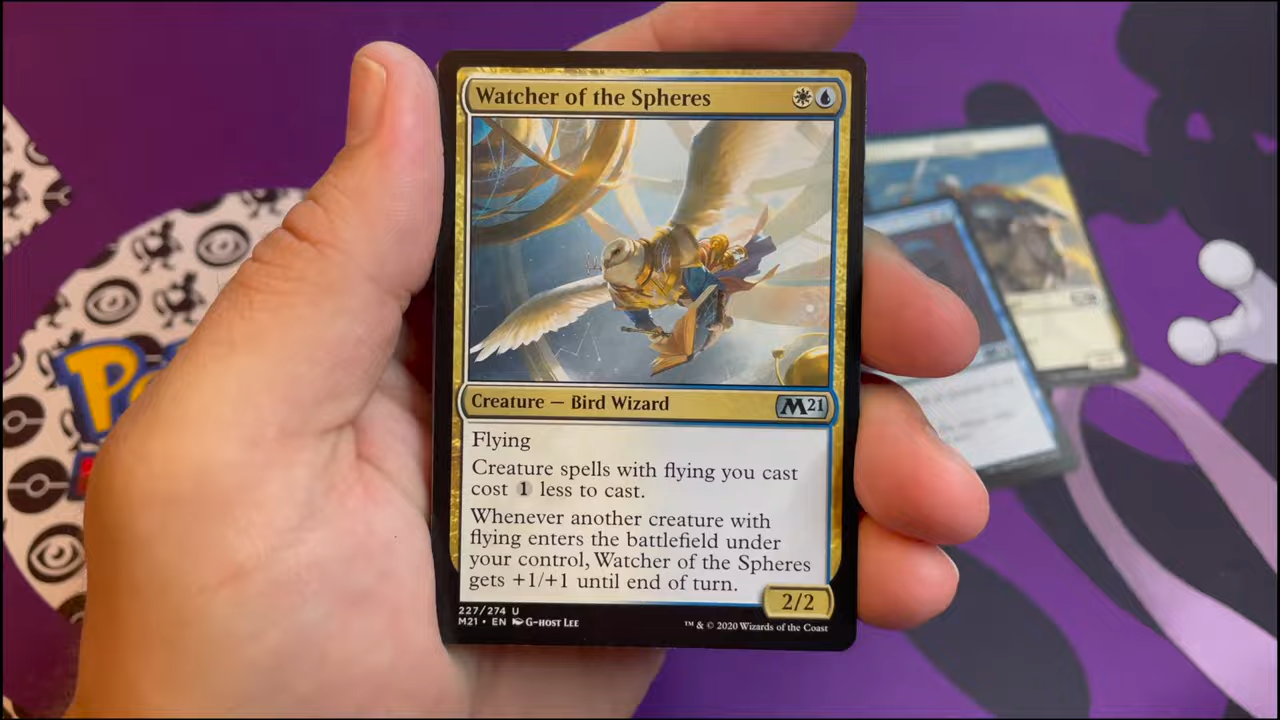 Watcher of the Spheres
Creature — Bird Wizard
M21
Flying
Creature spells with flying you cast
cost 1 less to cast.
Whenever another creature with
flying enters the battlefield under
your control, Watcher of the Spheres
gets +1/+1 until end of turn.
2/2
227/274 U
M21 • EN G-host Lee
™ & © 2020 Wizards of the Coast